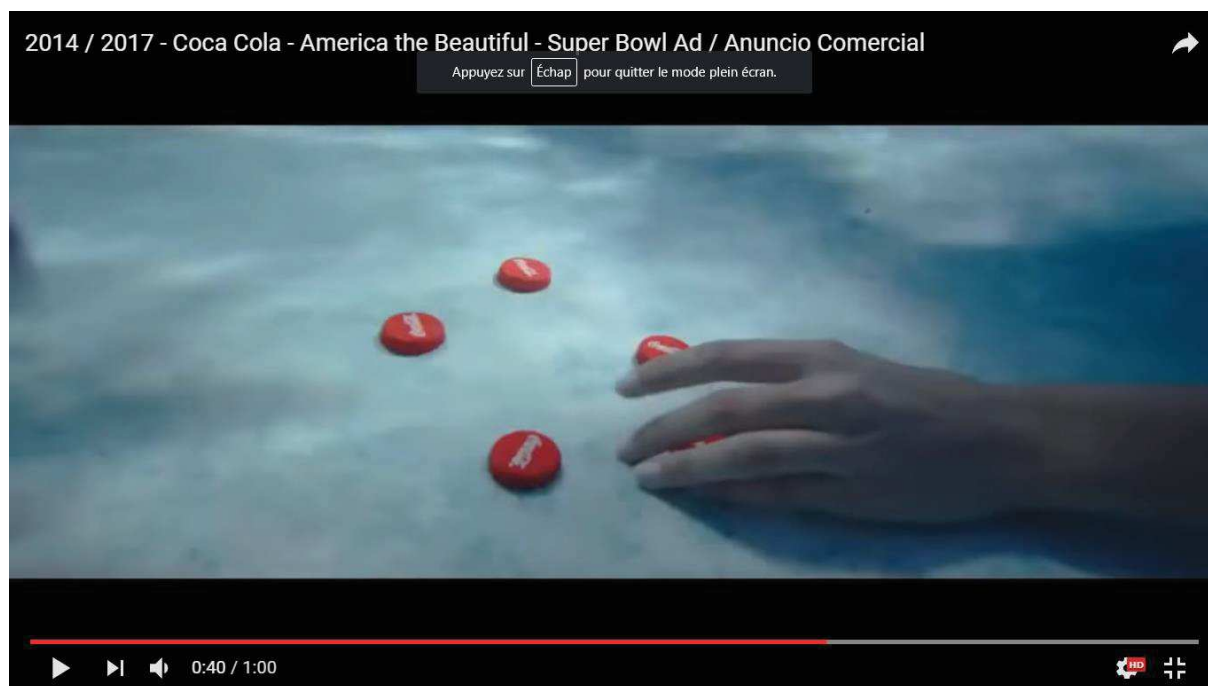 2014 / 2017 - Coca Cola - America the Beautiful - Super Bowl Ad / Anuncio Comercial
Appuyez sur Échap pour quitter le mode plein écran.
0:40 / 1:00
HD